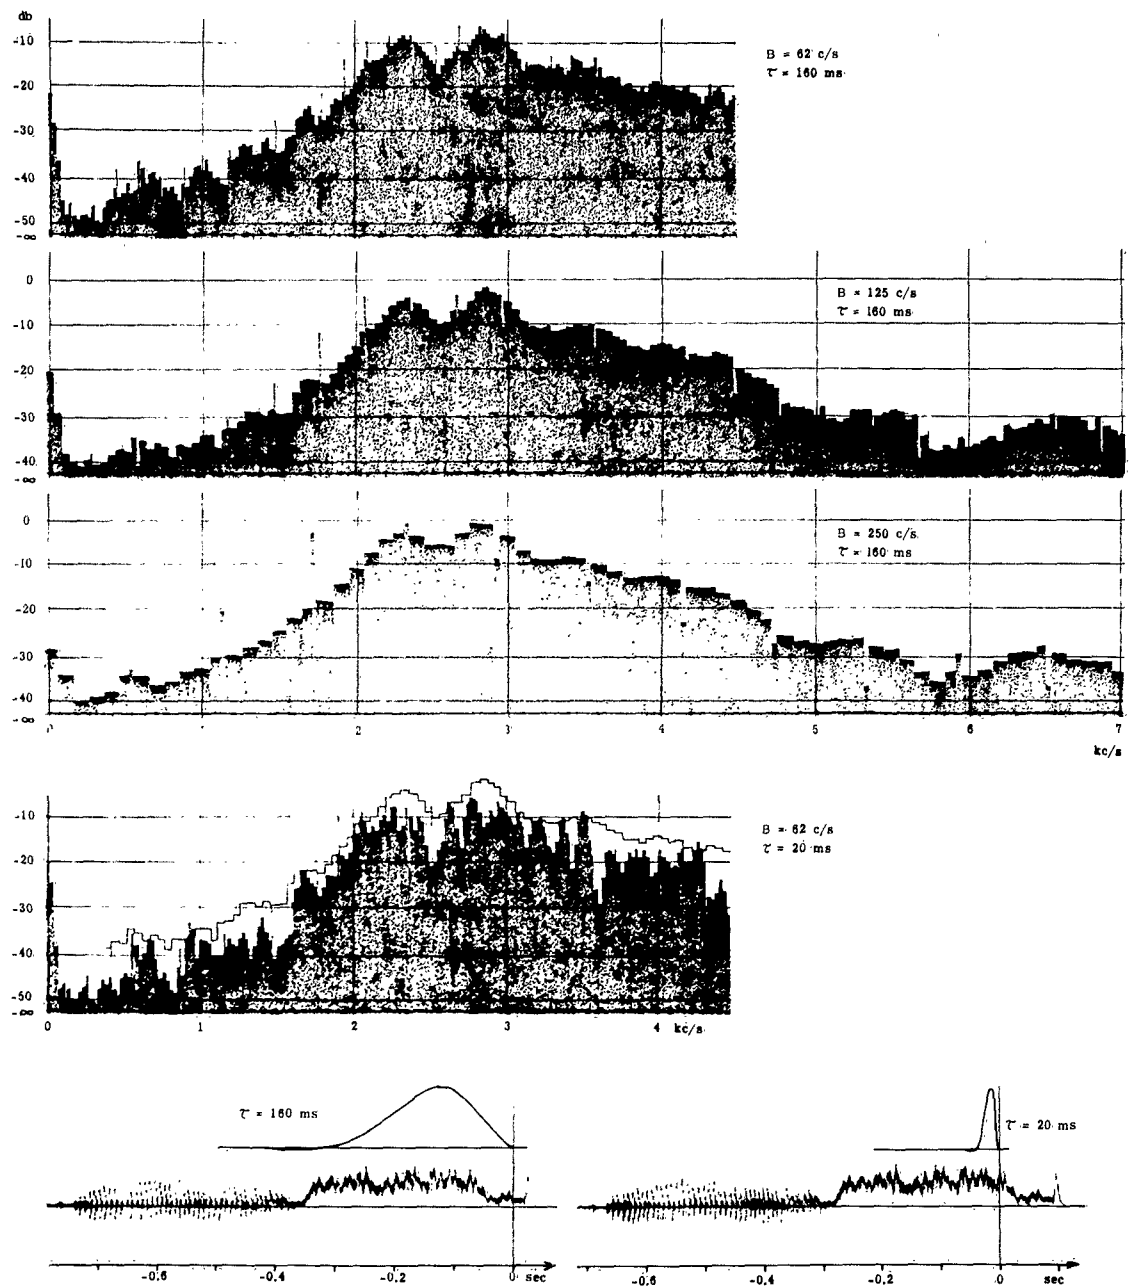 db
-10
-20
-30
-40
-50
-∞
B = 62 c/s
τ = 160 ms
0
-10
-20
-30
-40
-∞
B = 125 c/s
τ = 160 ms
0
-10
-20
-30
-40
-∞
B = 250 c/s
τ = 160 ms
1 2 3 4 5 6 7
kc/s
-10
-20
-30
-40
-50
-∞
B = 62 c/s
τ = 20 ms
0 1 2 3 4
kc/s
τ = 160 ms
τ = 20 ms
-0.6 -0.4 -0.2 0 sec
-0.6 -0.4 -0.2 0 sec